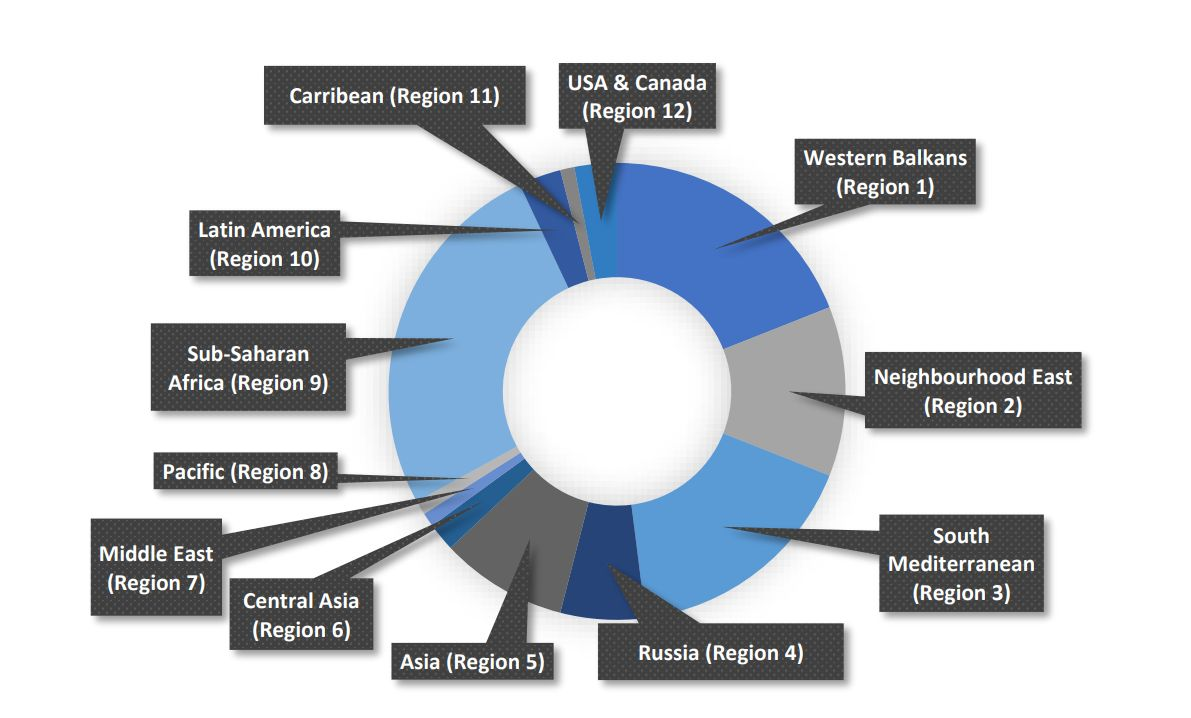 Carribean (Region 11)
USA & Canada
(Region 12)
Western Balkans
(Region 1)
Latin America
(Region 10)
Sub-Saharan
Africa (Region 9)
Neighbourhood East
(Region 2)
Pacific (Region 8)
Middle East
(Region 7)
South
Mediterranean
(Region 3)
Central Asia
(Region 6)
Asia (Region 5)
Russia (Region 4)